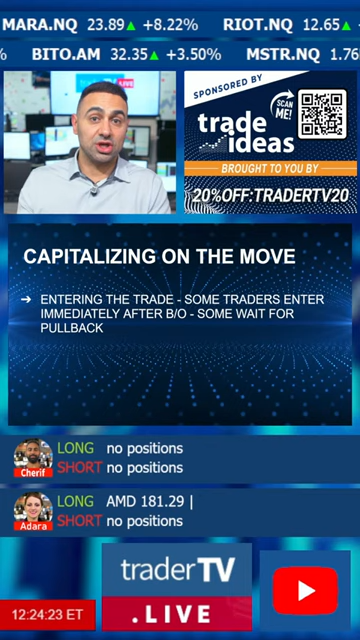 MARA.NQ 23.89▲ +8.22% RIOT.NQ 12.65▲
% BITO.AM 32.35▲ +3.50% MSTR.NQ 1.76
SPONSORED BY
SCAN
ME!
trade
ideas
BROUGHT TO YOU BY
20%OFF:TRADERTV20
CAPITALIZING ON THE MOVE
➔ ENTERING THE TRADE - SOME TRADERS ENTER
IMMEDIATELY AFTER B/O - SOME WAIT FOR
PULLBACK
LONG no positions
SHORT no positions
Cherif
LONG AMD 181.29 |
SHORT no positions
Adara
traderTV
.LIVE
12:24:23 ET